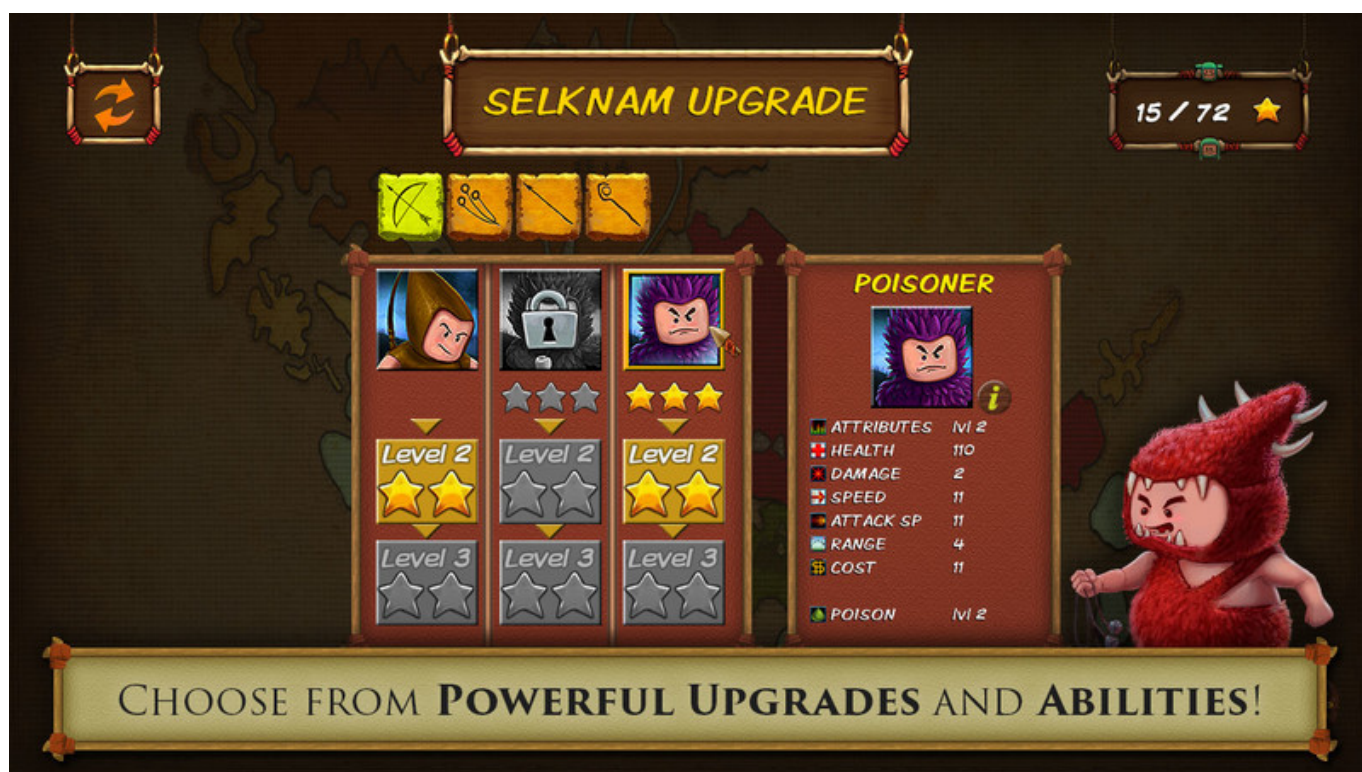 SELKNAM UPGRADE
15 / 72
POISONER
i
ATTRIBUTES lvl 2
HEALTH 110
DAMAGE 2
SPEED 11
ATTACK SP 11
RANGE 4
COST 11
POISON lvl 2
Level 2 Level 2 Level 2
Level 3 Level 3 Level 3
CHOOSE FROM POWERFUL UPGRADES AND ABILITIES!